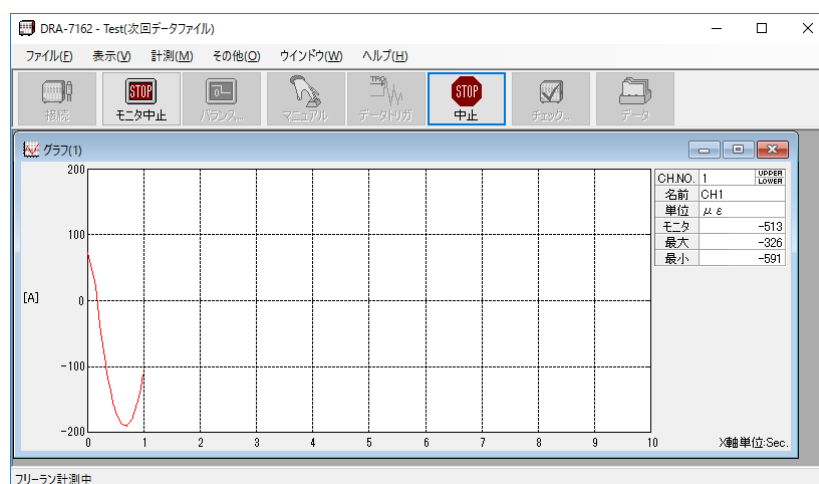 DRA-7162 - Test(次回データファイル)
ファイル(F) 表示(V) 計測(M) その他(O) ウインドウ(W) ヘルプ(H)
STOP TRIG STOP
接続 モニタ中止 バランス... マニュアル データトリガ 中止 チェック... データ
グラフ(1)
CH.NO. 1 UPPER LOWER
名前 CH1
単位 με
モニタ -513
最大 -326
最小 -591
200
100
[A] 0
-100
-200
0 1 2 3 4 5 6 7 8 9 10 X軸単位:Sec.
フリーラン計測中